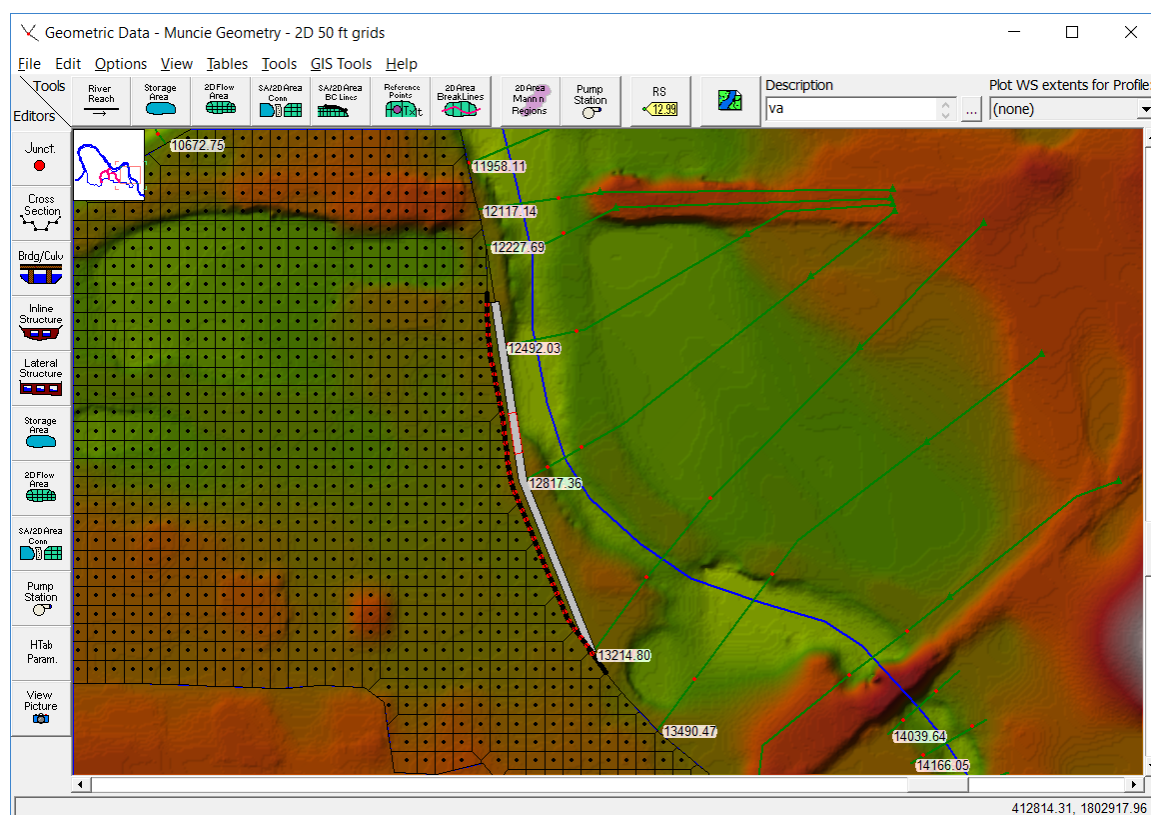 Geometric Data - Muncie Geometry - 2D 50 ft grids
File Edit Options View Tables Tools GIS Tools Help
Tools
Editors
River
Reach
Storage
Area
2D Flow
Area
SA/2D Area
Conn
SA/2D Area
BC Lines
Reference
Points
2D Area
BreakLines
2D Area
Mann n
Regions
Pump
Station
RS
12.99
Description
va
...
Plot WS extents for Profile:
(none)
Junct.
Cross
Section
Brdg/Culv
Inline
Structure
Lateral
Structure
Storage
Area
2D Flow
Area
SA/2D Area
Conn
Pump
Station
HTab
Param.
View
Picture
10672.75
11958.11
12117.14
12227.69
12492.03
12817.36
13214.80
13490.47
14039.64
14166.05
412814.31, 1802917.96